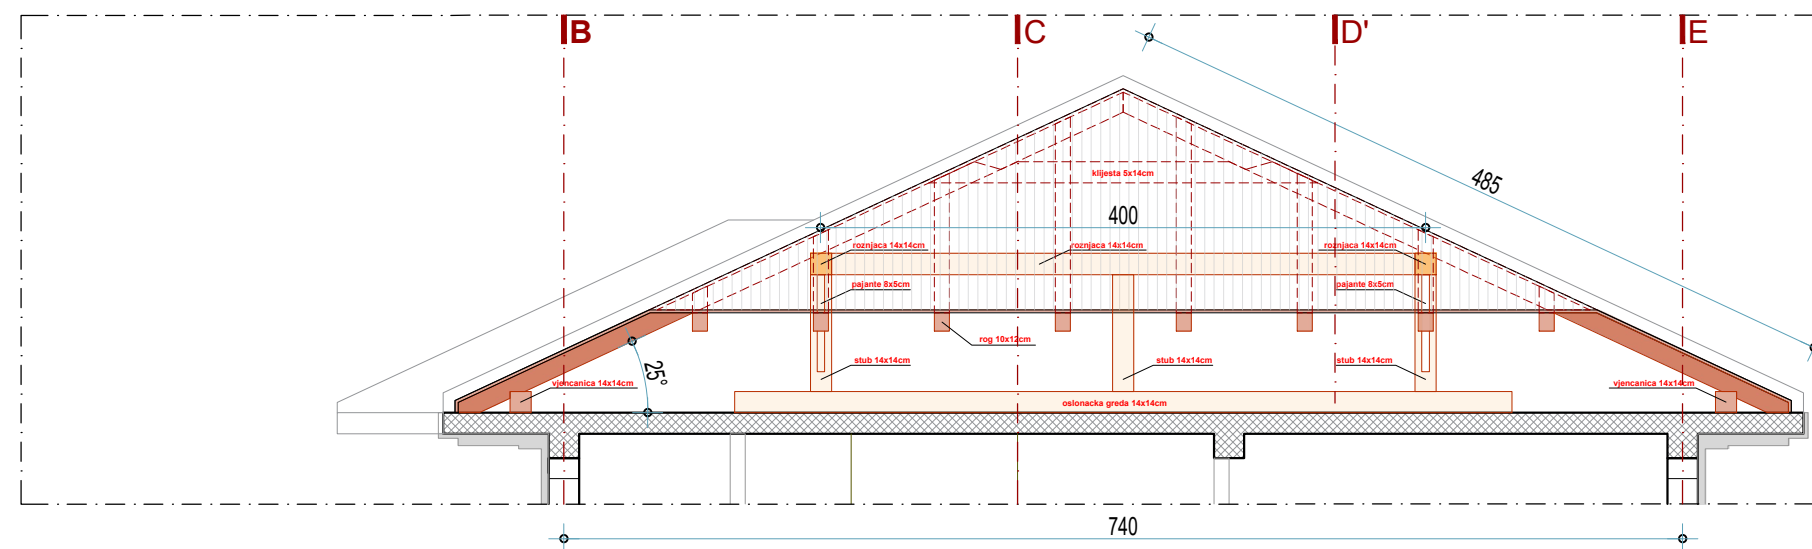 B
C
D'
E
485
klijesta 5x14cm
400
roznjaca 14x14cm
roznjaca 14x14cm
roznjaca 14x14cm
pajante 8x5cm
pajante 8x5cm
rog 10x12cm
25°
stub 14x14cm
stub 14x14cm
stub 14x14cm
vjencanica 14x14cm
vjencanica 14x14cm
oslonacka greda 14x14cm
740